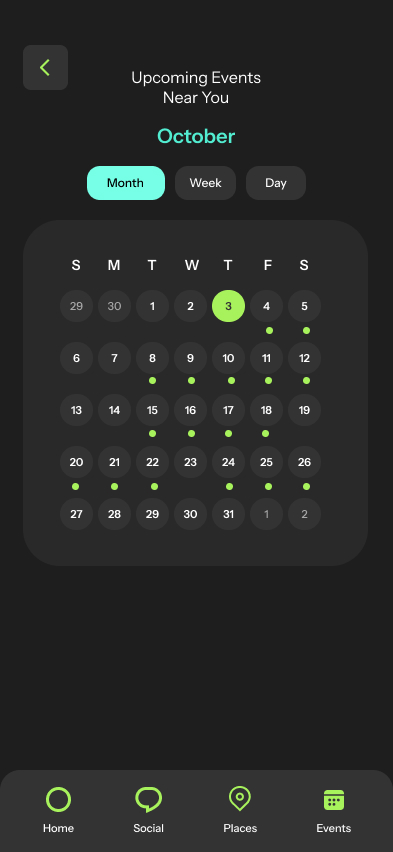 Upcoming Events
Near You
October
Month Week Day
S M T W T F S
29 30 1 2 3 4 5
6 7 8 9 10 11 12
13 14 15 16 17 18 19
20 21 22 23 24 25 26
27 28 29 30 31 1 2
Home Social Places Events